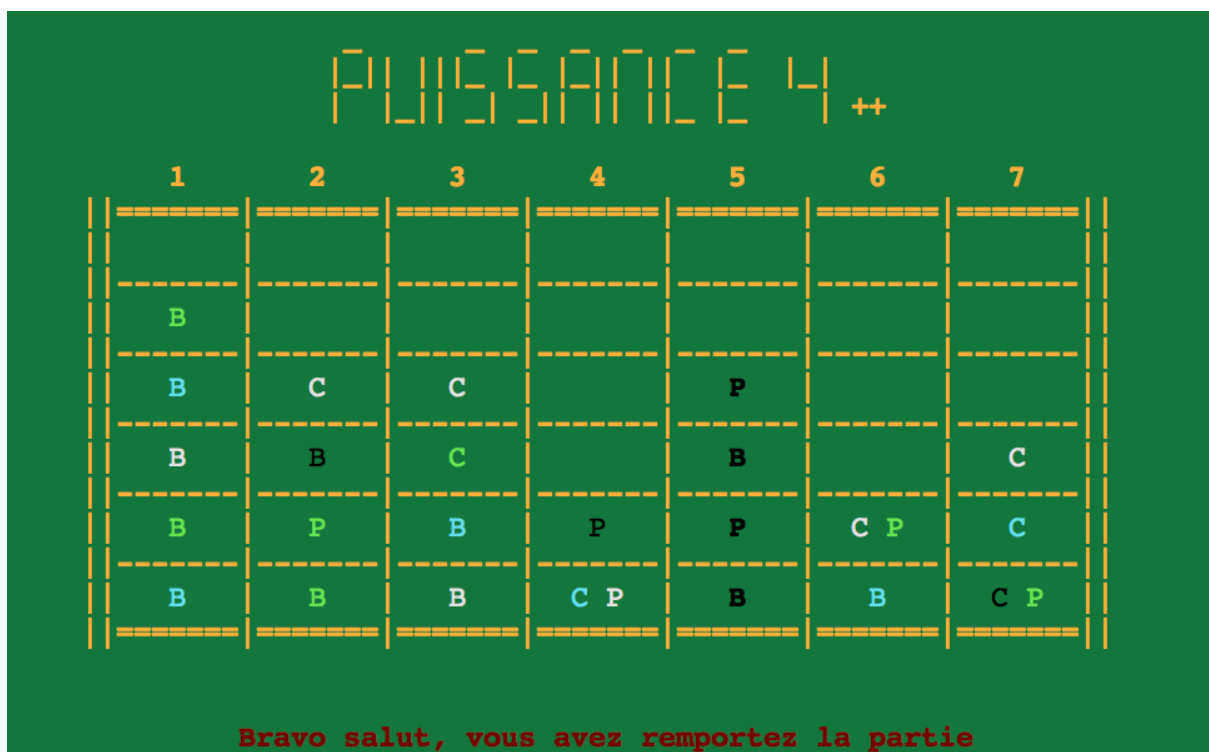 PUISSANCE 4 ++
1 2 3 4 5 6 7
B
B C C P
B B C B C
B P B P P C P C
B B B C P B B C P
Bravo salut, vous avez remportez la partie